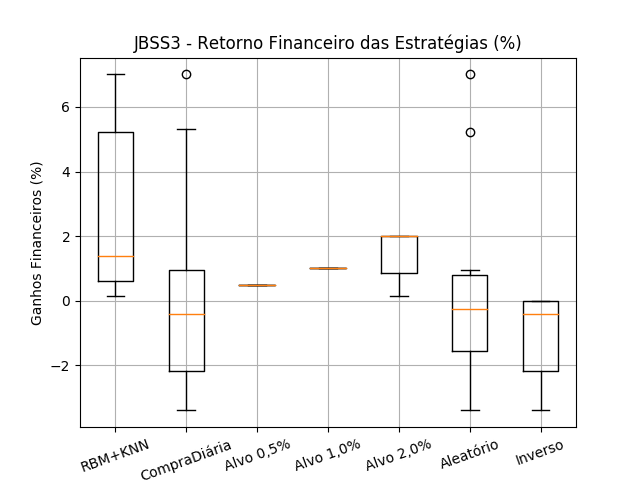 JBSS3 - Retorno Financeiro das Estratégias (%)
Ganhos Financeiros (%)
6
4
2
0
−2
RBM+KNN
CompraDiária
Alvo 0,5%
Alvo 1,0%
Alvo 2,0%
Aleatório
Inverso